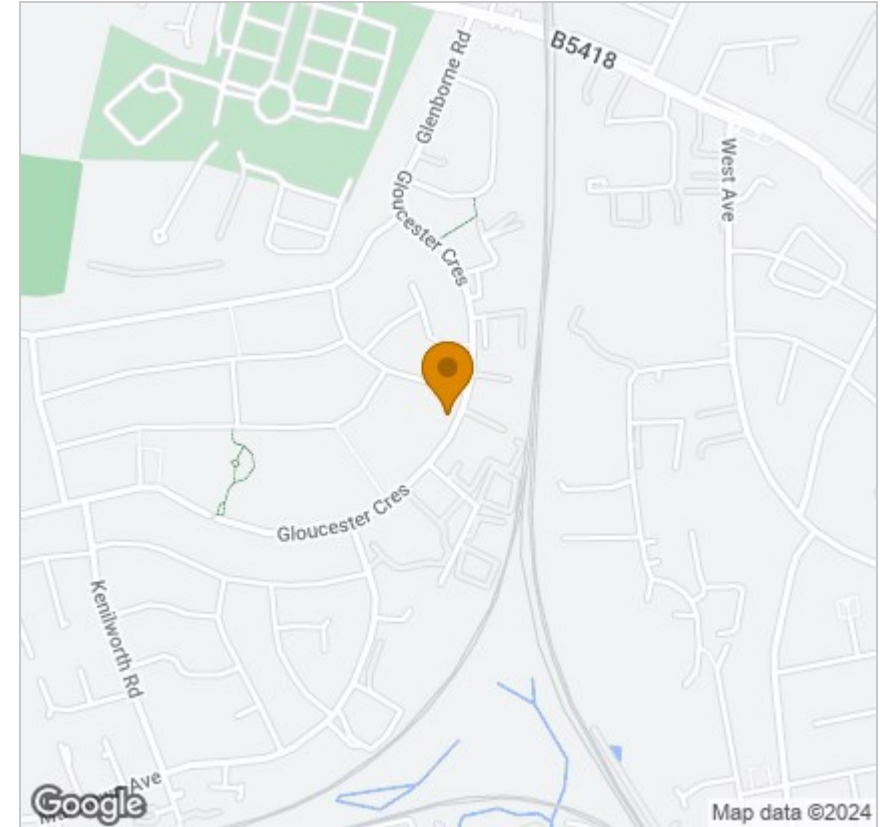 B5418
Glenborne Rd
West Ave
Gloucester Cres
Gloucester Cres
Kenilworth Rd
Ave
Google
Map data ©2024